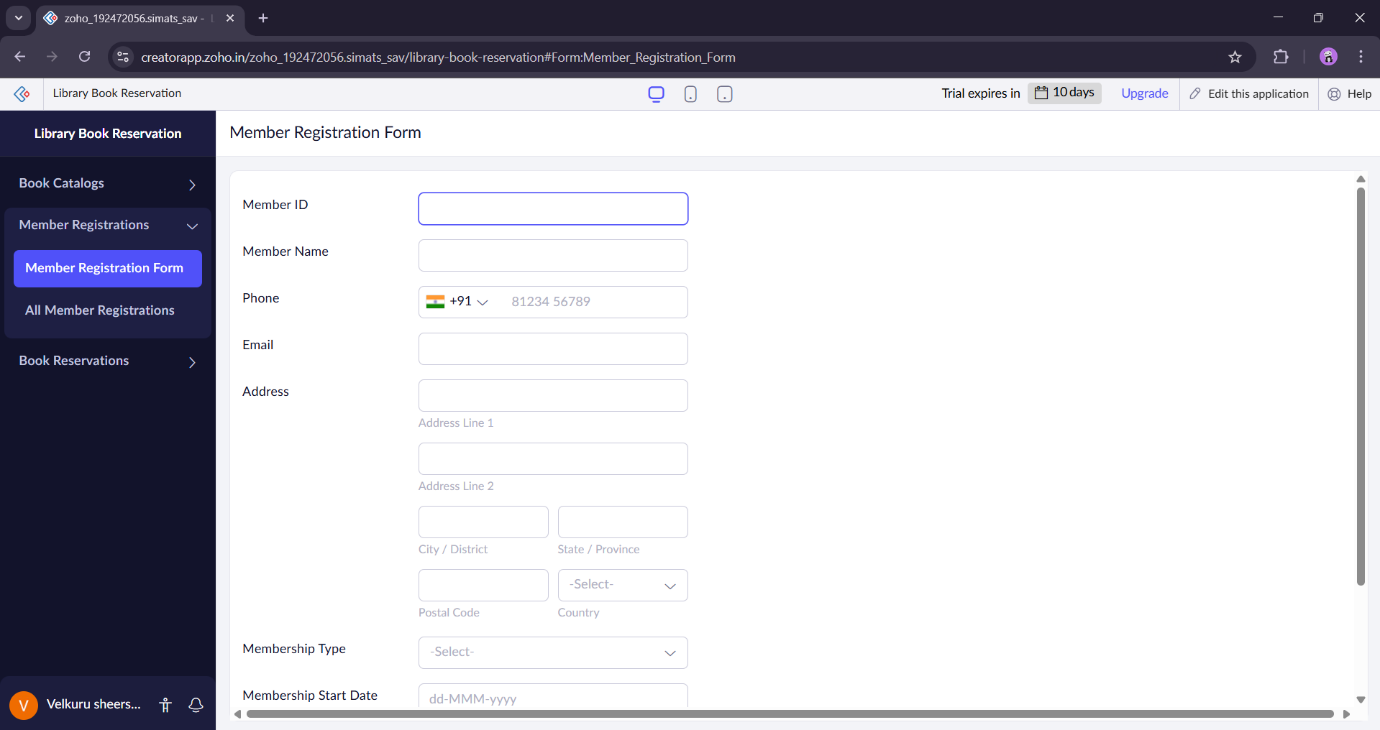 zoho_192472056.simats_sav -
creatorapp.zoho.in/zoho_192472056.simats_sav/library-book-reservation#Form:Member_Registration_Form
Library Book Reservation
Trial expires in 10 days Upgrade Edit this application Help
Library Book Reservation
Book Catalogs
Member Registrations
Member Registration Form
All Member Registrations
Book Reservations
Velkuru sheers...
V
Member Registration Form
Member ID
Member Name
Phone +91 81234 56789
Email
Address
Address Line 1
Address Line 2
City / District State / Province
-Select-
Postal Code Country
Membership Type -Select-
Membership Start Date dd-MMM-yyyy